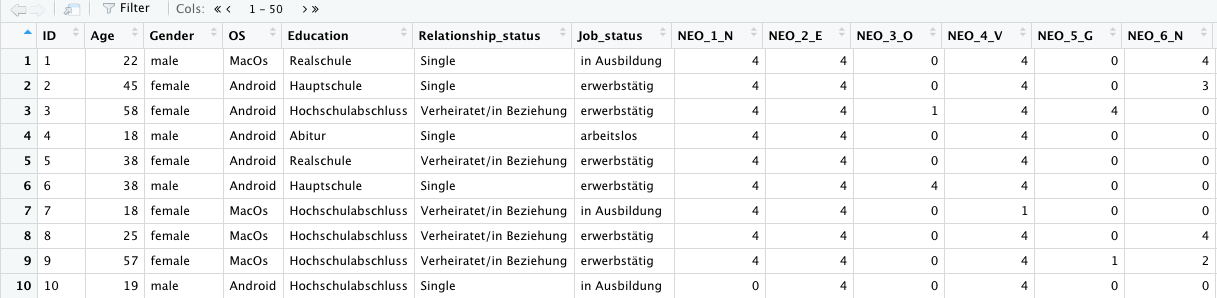 Filter Cols: « < 1 - 50 > »
ID Age Gender OS Education Relationship_status Job_status NEO_1_N NEO_2_E NEO_3_O NEO_4_V NEO_5_G NEO_6_N
1 1 22 male MacOs Realschule Single in Ausbildung 4 4 0 4 0 4
2 2 45 female Android Hauptschule Single erwerbstätig 4 4 0 4 0 3
3 3 58 female Android Hochschulabschluss Verheiratet/in Beziehung erwerbstätig 4 4 1 4 4 0
4 4 18 male Android Abitur Single arbeitslos 4 4 0 4 0 0
5 5 38 female Android Realschule Verheiratet/in Beziehung erwerbstätig 4 4 0 4 0 0
6 6 38 male Android Hauptschule Single erwerbstätig 4 4 4 4 0 0
7 7 18 female MacOs Hochschulabschluss Verheiratet/in Beziehung in Ausbildung 4 4 0 1 0 0
8 8 25 female MacOs Hochschulabschluss Verheiratet/in Beziehung erwerbstätig 4 4 0 4 0 4
9 9 57 female MacOs Hochschulabschluss Verheiratet/in Beziehung erwerbstätig 4 4 0 4 1 2
10 10 19 male Android Hochschulabschluss Single in Ausbildung 0 4 0 4 0 0